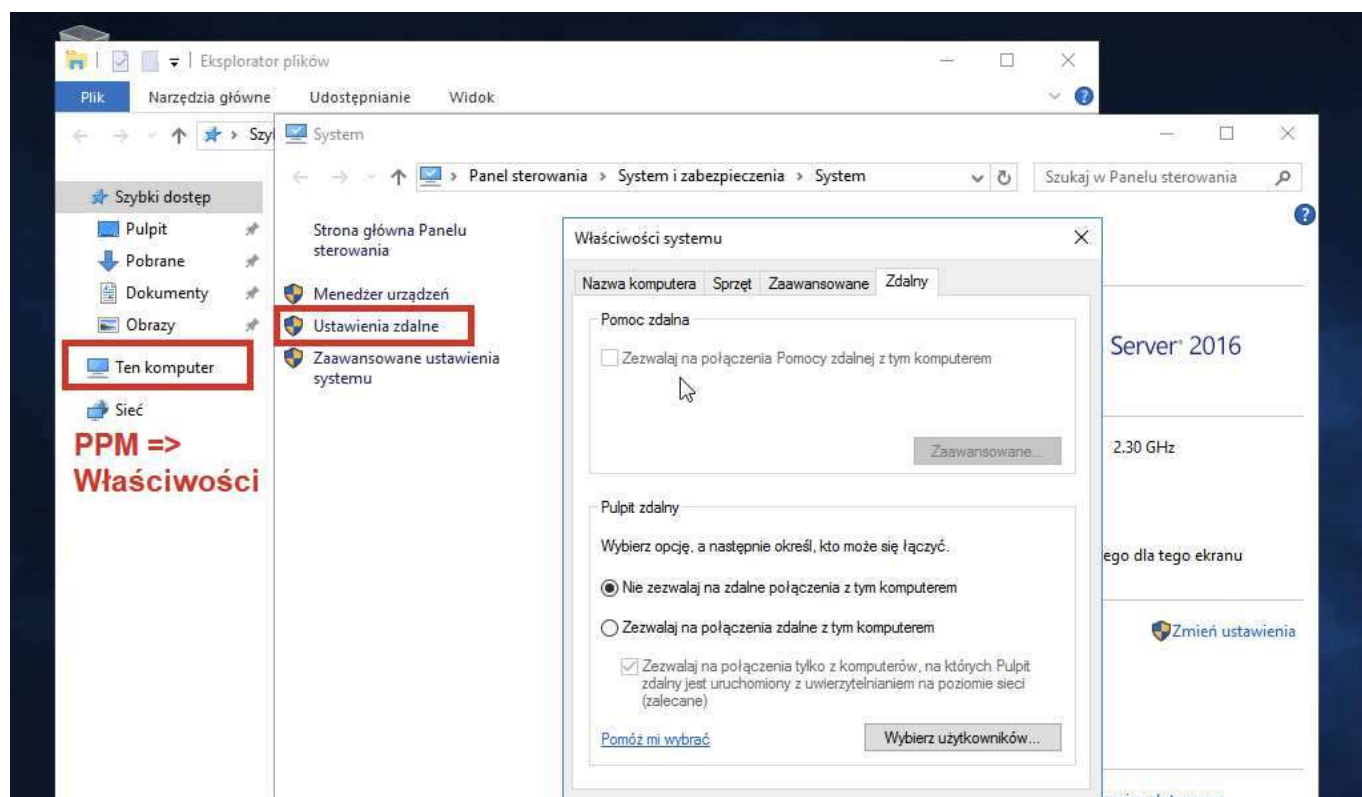 Eksplorator plików
Plik Narzędzia główne Udostępnianie Widok
Szy
System
Panel sterowania System i zabezpieczenia System
Szukaj w Panelu sterowania
Szybki dostęp
Pulpit
Pobrane
Dokumenty
Obrazy
Ten komputer
Sieć
PPM =>
Właściwości
Strona główna Panelu
sterowania
Menedżer urządzeń
Ustawienia zdalne
Zaawansowane ustawienia
systemu
Właściwości systemu
Nazwa komputera Sprzęt Zaawansowane Zdalny
Pomoc zdalna
Zezwalaj na połączenia Pomocy zdalnej z tym komputerem
Zaawansowane...
Pulpit zdalny
Wybierz opcję, a następnie określ, kto może się łączyć.
Nie zezwalaj na zdalne połączenia z tym komputerem
Zezwalaj na połączenia zdalne z tym komputerem
Zezwalaj na połączenia tylko z komputerów, na których Pulpit
zdalny jest uruchomiony z uwierzytelnianiem na poziomie sieci
(zalecane)
Pomóż mi wybrać
Wybierz użytkowników...
Server® 2016
2.30 GHz
ego dla tego ekranu
Zmień ustawienia